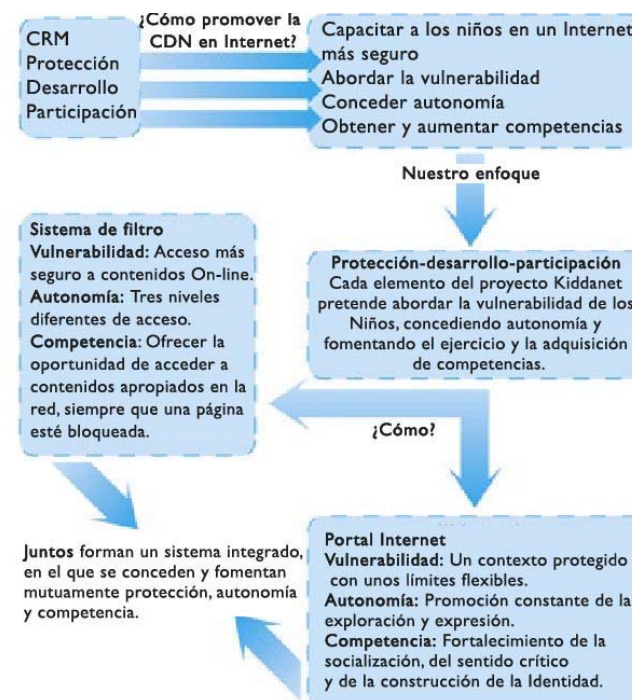 ¿Cómo promover la
CDN en Internet?
CRM
Protección
Desarrollo
Participación
Capacitar a los niños en un Internet
más seguro
Abordar la vulnerabilidad
Conceder autonomía
Obtener y aumentar competencias
Nuestro enfoque
Protección-desarrollo-participación
Cada elemento del proyecto Kiddanet
pretende abordar la vulnerabilidad de los
Niños, concediendo autonomía y
fomentando el ejercicio y la adquisición
de competencias.
¿Cómo?
Sistema de filtro
Vulnerabilidad: Acceso más
seguro a contenidos On-line.
Autonomía: Tres niveles
diferentes de acceso.
Competencia: Ofrecer la
oportunidad de acceder a
contenidos apropiados en la
red, siempre que una página
esté bloqueada.
Portal Internet
Vulnerabilidad: Un contexto protegido
con unos límites flexibles.
Autonomía: Promoción constante de la
exploración y expresión.
Competencia: Fortalecimiento de la
socialización, del sentido crítico
y de la construcción de la Identidad.
Juntos forman un sistema integrado,
en el que se conceden y fomentan
mutuamente protección, autonomía
y competencia.